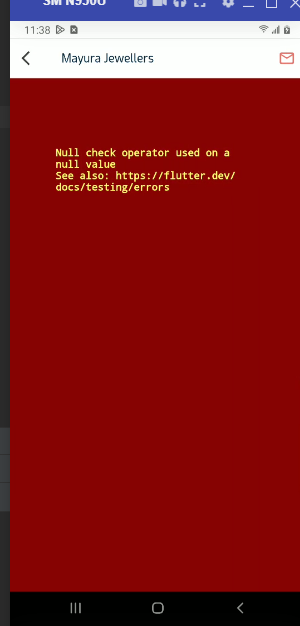 SM N950U
11:38
Mayura Jewellers
Null check operator used on a
null value
See also: https://flutter.dev/
docs/testing/errors